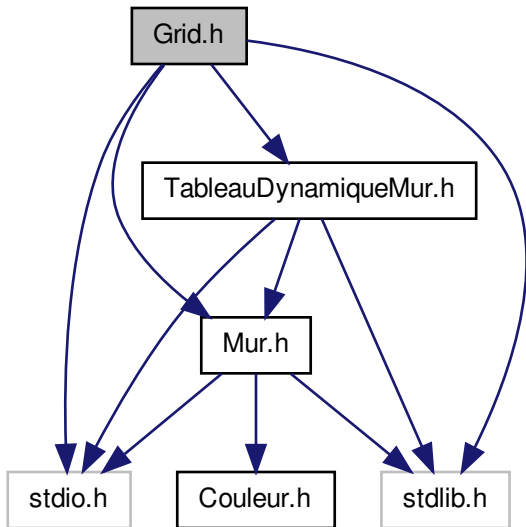 Grid.h
TableauDynamiqueMur.h
Mur.h
stdio.h
Couleur.h
stdlib.h